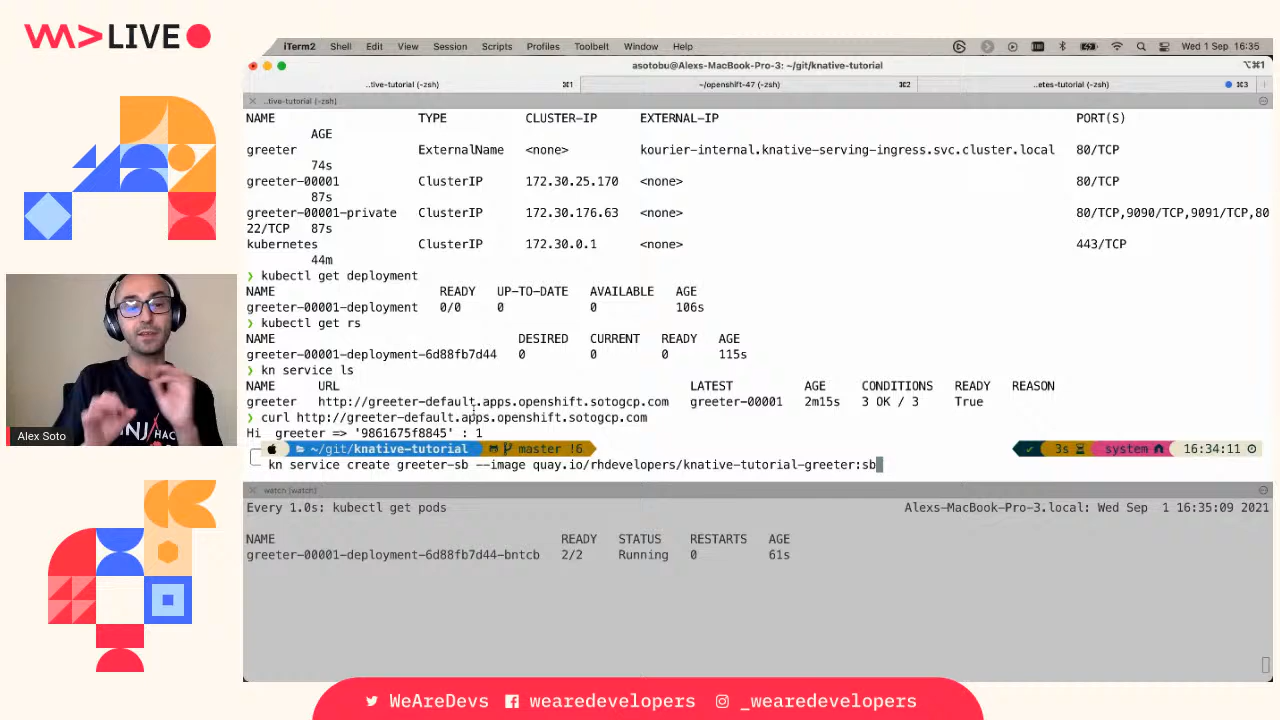 LIVE
iTerm2 Shell Edit View Session Scripts Profiles Toolbelt Window Help Wed 1 Sep 16:35
asotobu@Alexs-MacBook-Pro-3: ~/git/knative-tutorial ⌥⌘1
..tive-tutorial (-zsh) ⌘1 ~/openshift-47 (-zsh) ⌘2 ..etes-tutorial (-zsh) ⌘3
..tive-tutorial (-zsh)
NAME TYPE CLUSTER-IP EXTERNAL-IP PORT(S)
AGE
greeter ExternalName <none> kourier-internal.knative-serving-ingress.svc.cluster.local 80/TCP
74s
greeter-00001 ClusterIP 172.30.25.170 <none> 80/TCP
87s
greeter-00001-private ClusterIP 172.30.176.63 <none> 80/TCP,9090/TCP,9091/TCP,80
22/TCP 87s
kubernetes ClusterIP 172.30.0.1 <none> 443/TCP
44m
❯ kubectl get deployment
NAME READY UP-TO-DATE AVAILABLE AGE
greeter-00001-deployment 0/0 0 0 106s
❯ kubectl get rs
NAME DESIRED CURRENT READY AGE
greeter-00001-deployment-6d88fb7d44 0 0 0 115s
❯ kn service ls
NAME URL LATEST AGE CONDITIONS READY REASON
greeter http://greeter-default.apps.openshift.sotogcp.com greeter-00001 2m15s 3 OK / 3 True
❯ curl http://greeter-default.apps.openshift.sotogcp.com
Hi greeter => '9861675f8845' : 1
~/git/knative-tutorial master !6 ✓ 3s system 16:34:11
kn service create greeter-sb --image quay.io/rhdevelopers/knative-tutorial-greeter:sb
watch (watch)
Every 1.0s: kubectl get pods Alexs-MacBook-Pro-3.local: Wed Sep 1 16:35:09 2021
NAME READY STATUS RESTARTS AGE
greeter-00001-deployment-6d88fb7d44-bntcb 2/2 Running 0 61s
Alex Soto
WeAreDevs wearedevelopers _wearedevelopers